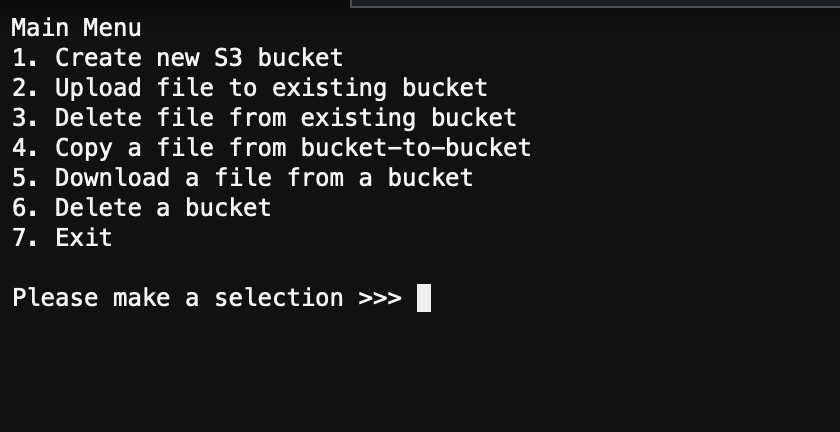 Main Menu
1. Create new S3 bucket
2. Upload file to existing bucket
3. Delete file from existing bucket
4. Copy a file from bucket-to-bucket
5. Download a file from a bucket
6. Delete a bucket
7. Exit
Please make a selection >>>